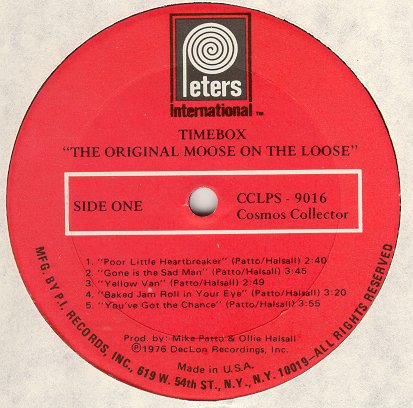 Peters
International™
TIMEBOX
"THE ORIGINAL MOOSE ON THE LOOSE"
SIDE ONE
CCLPS - 9016
Cosmos Collector
1. "Poor Little Heartbreaker" (Patto/Halsall) 2:40
2. "Gone is the Sad Man" (Patto/Halsall) 3:45
3. "Yellow Van" (Patto/Halsall) 2:49
4. "Baked Jam Roll in Your Eye" (Patto/Halsall) 3:20
5. "You've Got the Chance" (Patto/Halsall) 3:55
Prod. by: Mike Patto & Ollie Halsall
℗1976 DecLon Recordings, Inc.
Made in U.S.A.
MFG. BY P.I. RECORDS, INC., 619 W. 54th ST., N.Y., N.Y. 10019—ALL RIGHTS RESERVED